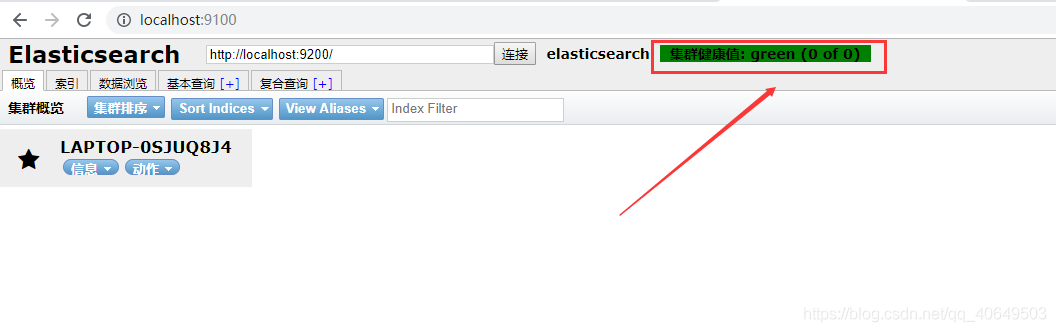 localhost:9100
Elasticsearch http://localhost:9200/ 连接 elasticsearch 集群健康值: green (0 of 0)
概览 索引 数据浏览 基本查询 [+] 复合查询 [+]
集群概览 集群排序 Sort Indices View Aliases Index Filter
LAPTOP-0SJUQ8J4
信息 动作
https://blog.csdn.net/qq_40649503